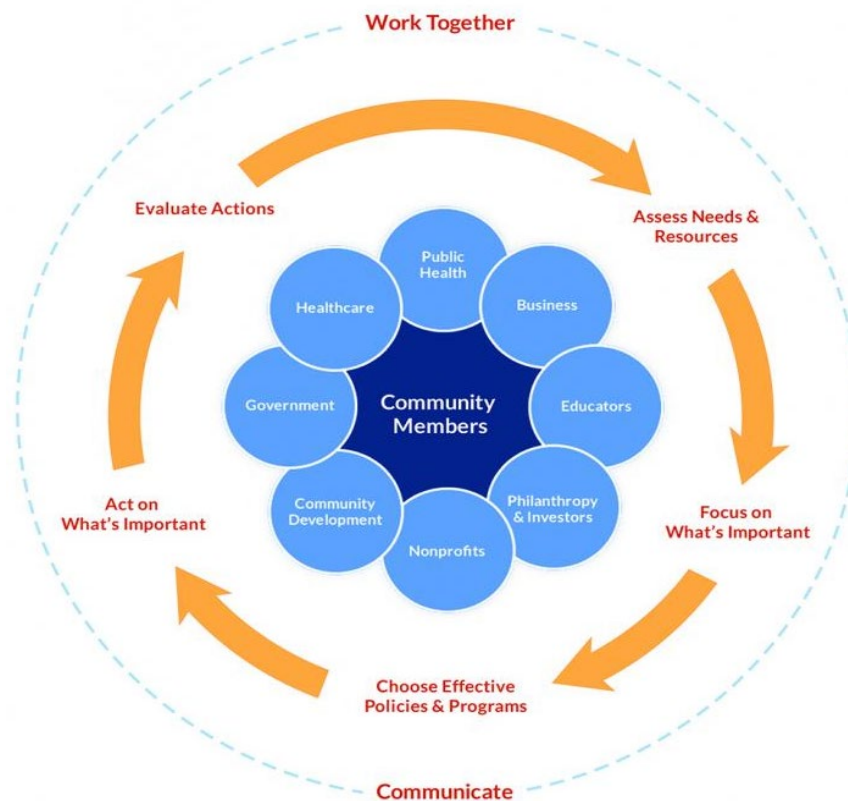 Work Together
Evaluate Actions
Assess Needs &
Resources
Public
Health
Healthcare
Business
Government
Community
Members
Educators
Community
Development
Philanthropy
& Investors
Nonprofits
Act on
What's Important
Focus on
What's Important
Choose Effective
Policies & Programs
Communicate